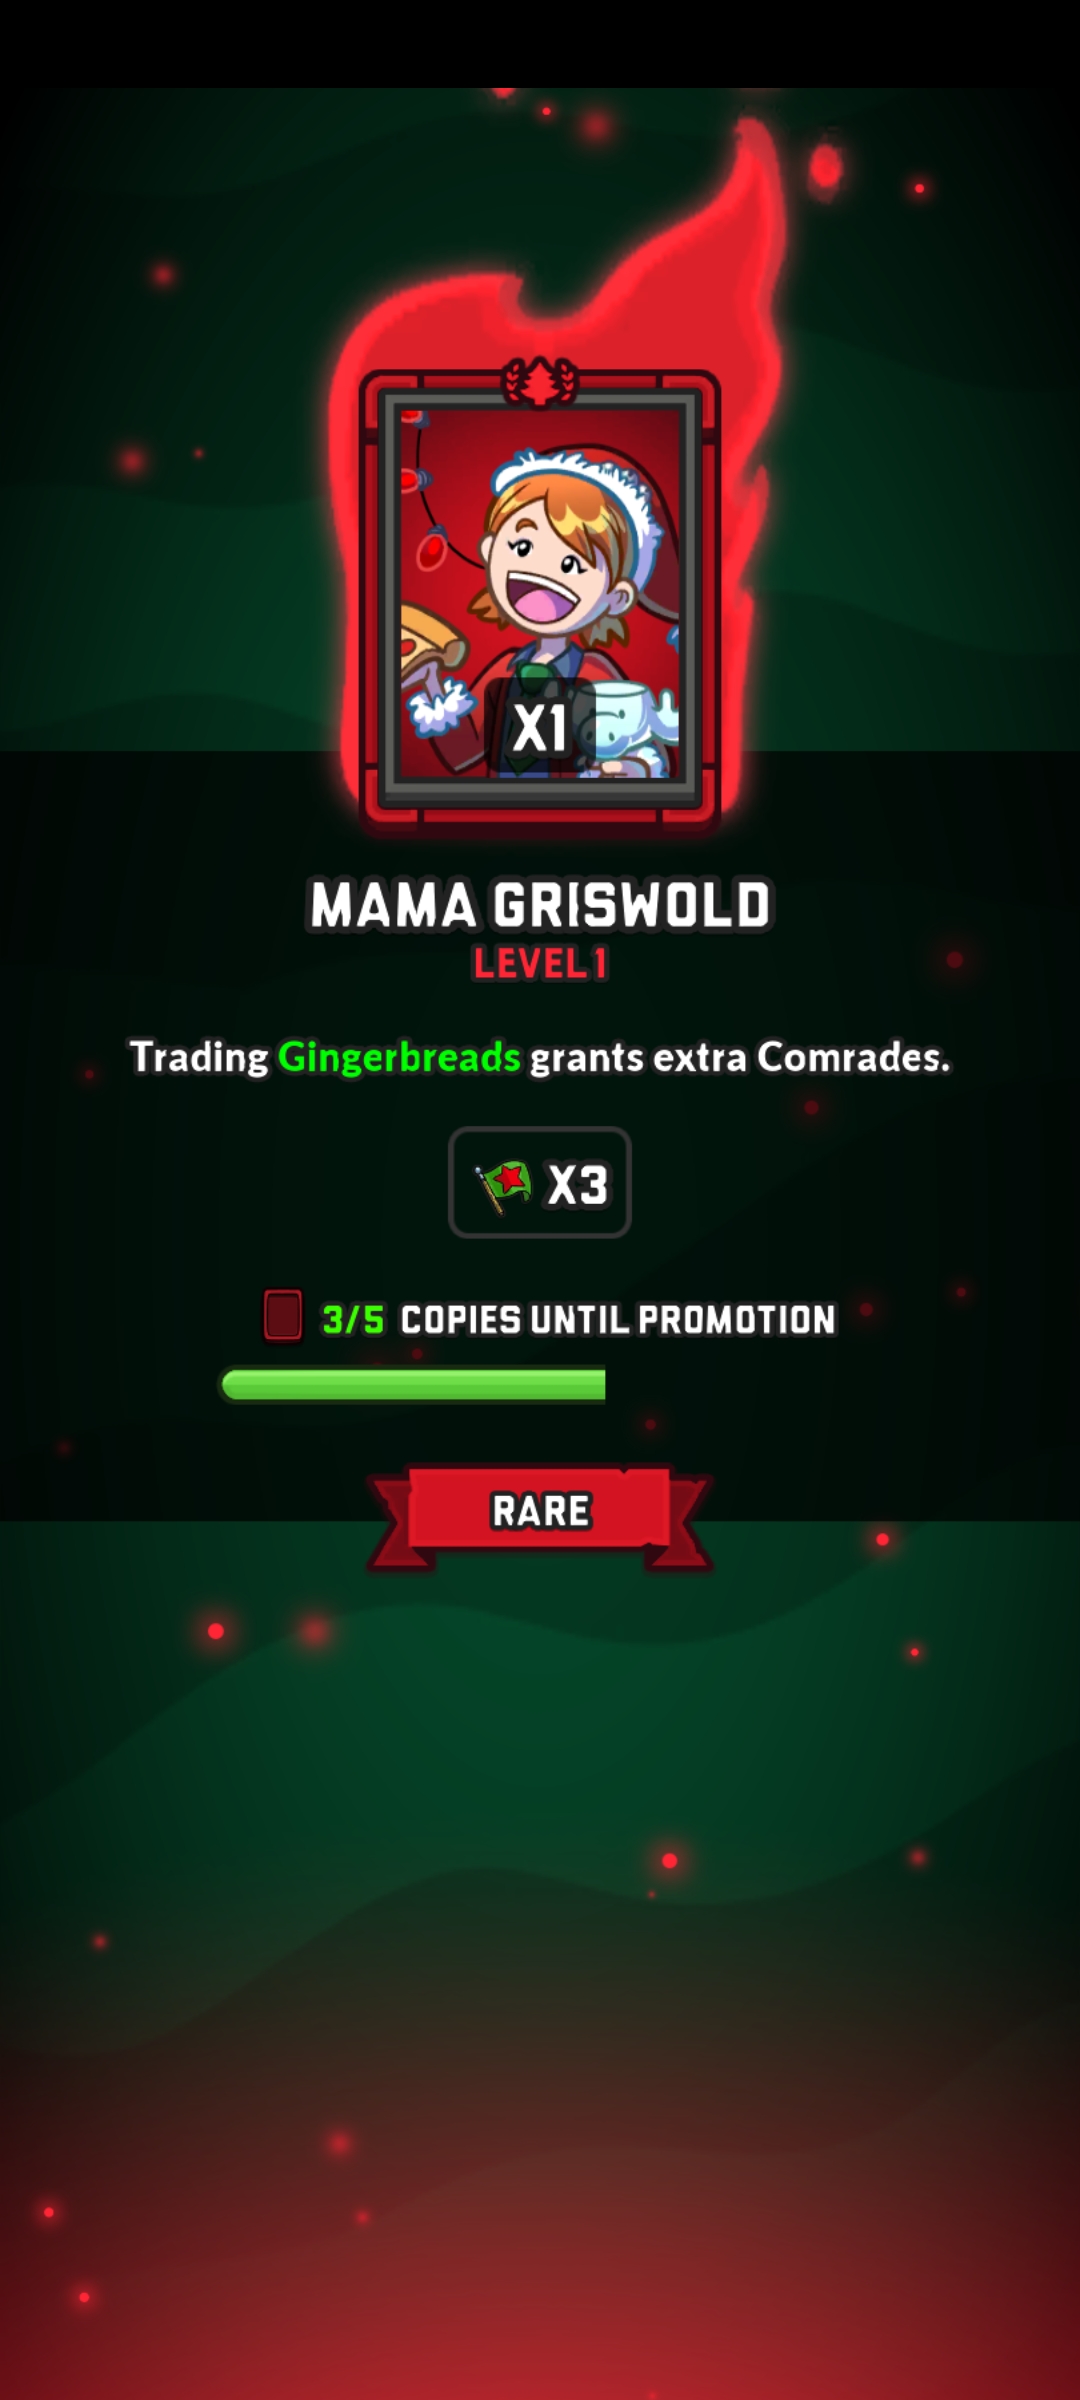 X1
MAMA GRISWOLD
LEVEL 1
Trading Gingerbreads grants extra Comrades.
X3
3/5 COPIES UNTIL PROMOTION
RARE